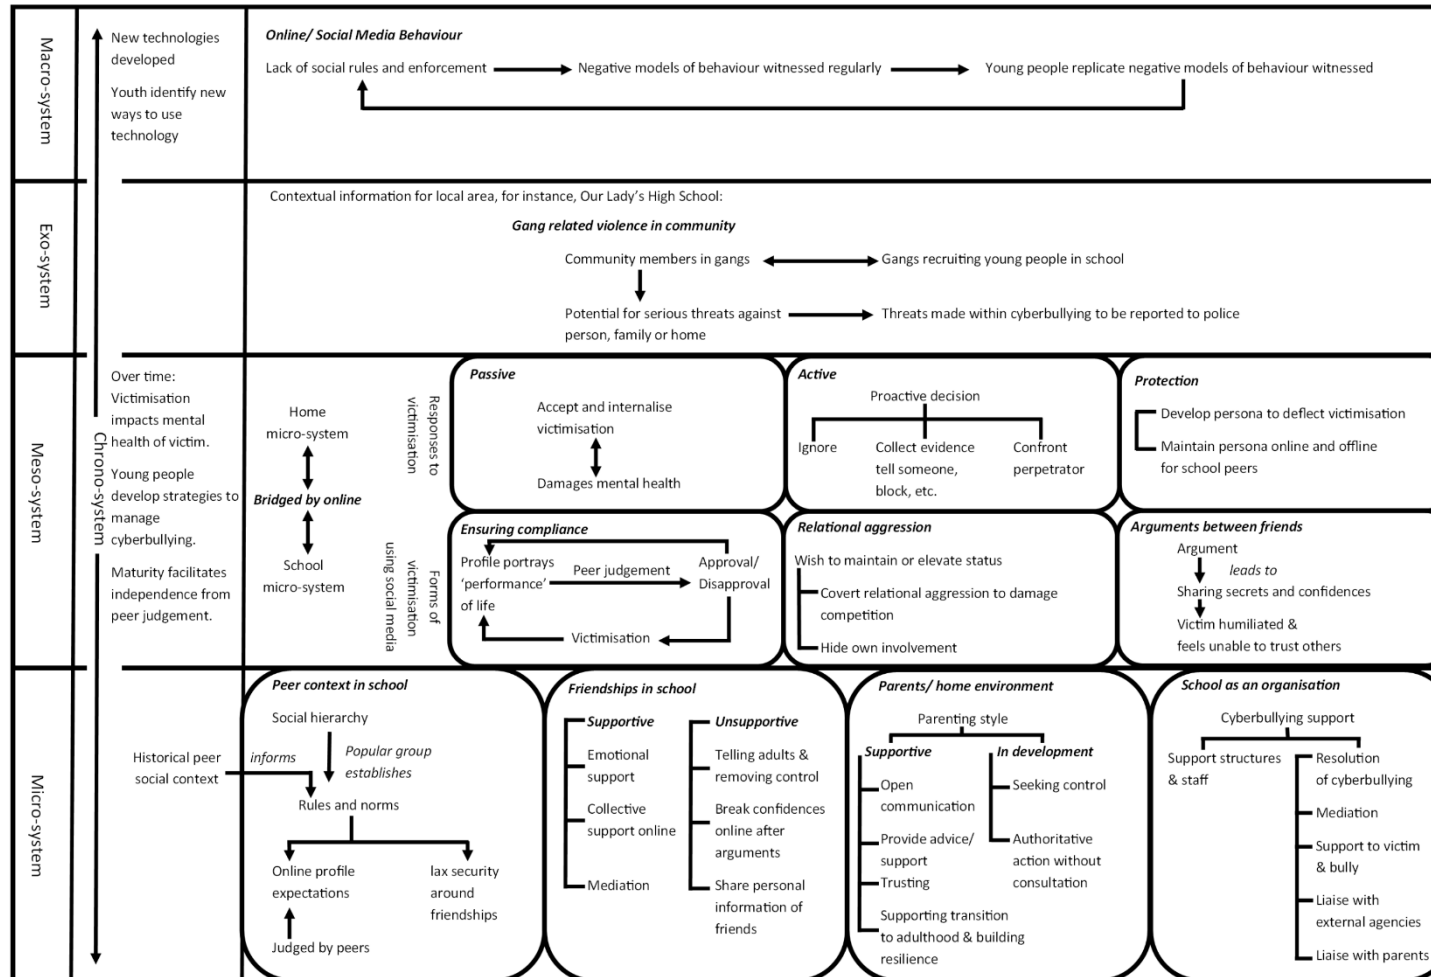 Macro-system
New technologies
developed
Youth identify new
ways to use
technology
Online/ Social Media Behaviour
Lack of social rules and enforcement
Negative models of behaviour witnessed regularly
Young people replicate negative models of behaviour witnessed
Exo-system
Contextual information for local area, for instance, Our Lady's High School:
Gang related violence in community
Community members in gangs
Gangs recruiting young people in school
Potential for serious threats against
person, family or home
Threats made within cyberbullying to be reported to police
Meso-system
Chrono-system
Over time:
Victimisation
impacts mental
health of victim.
Young people
develop strategies to
manage
cyberbullying.
Maturity facilitates
independence from
peer judgement.
Home
micro-system
Bridged by online
School
micro-system
Responses to
victimisation
Passive
Accept and internalise
victimisation
Damages mental health
Active
Proactive decision
Ignore
Collect evidence
tell someone,
block, etc.
Confront
perpetrator
Protection
Develop persona to deflect victimisation
Maintain persona online and offline
for school peers
Forms of
victimisation
using social media
Ensuring compliance
Profile portrays
'performance'
of life
Peer judgement
Approval/
Disapproval
Victimisation
Relational aggression
Wish to maintain or elevate status
Covert relational aggression to damage
competition
Hide own involvement
Arguments between friends
Argument
leads to
Sharing secrets and confidences
Victim humiliated &
feels unable to trust others
Micro-system
Historical peer
social context
informs
Peer context in school
Social hierarchy
Popular group
establishes
Rules and norms
Online profile
expectations
lax security
around
friendships
Judged by peers
Friendships in school
Supportive
Emotional
support
Collective
support online
Mediation
Unsupportive
Telling adults &
removing control
Break confidences
online after
arguments
Share personal
information of
friends
Parents/ home environment
Parenting style
Supportive
Open
communication
Provide advice/
support
Trusting
Supporting transition
to adulthood & building
resilience
In development
Seeking control
Authoritative
action without
consultation
School as an organisation
Cyberbullying support
Support structures
& staff
Resolution
of cyberbullying
Mediation
Support to victim
& bully
Liaise with
external agencies
Liaise with parents